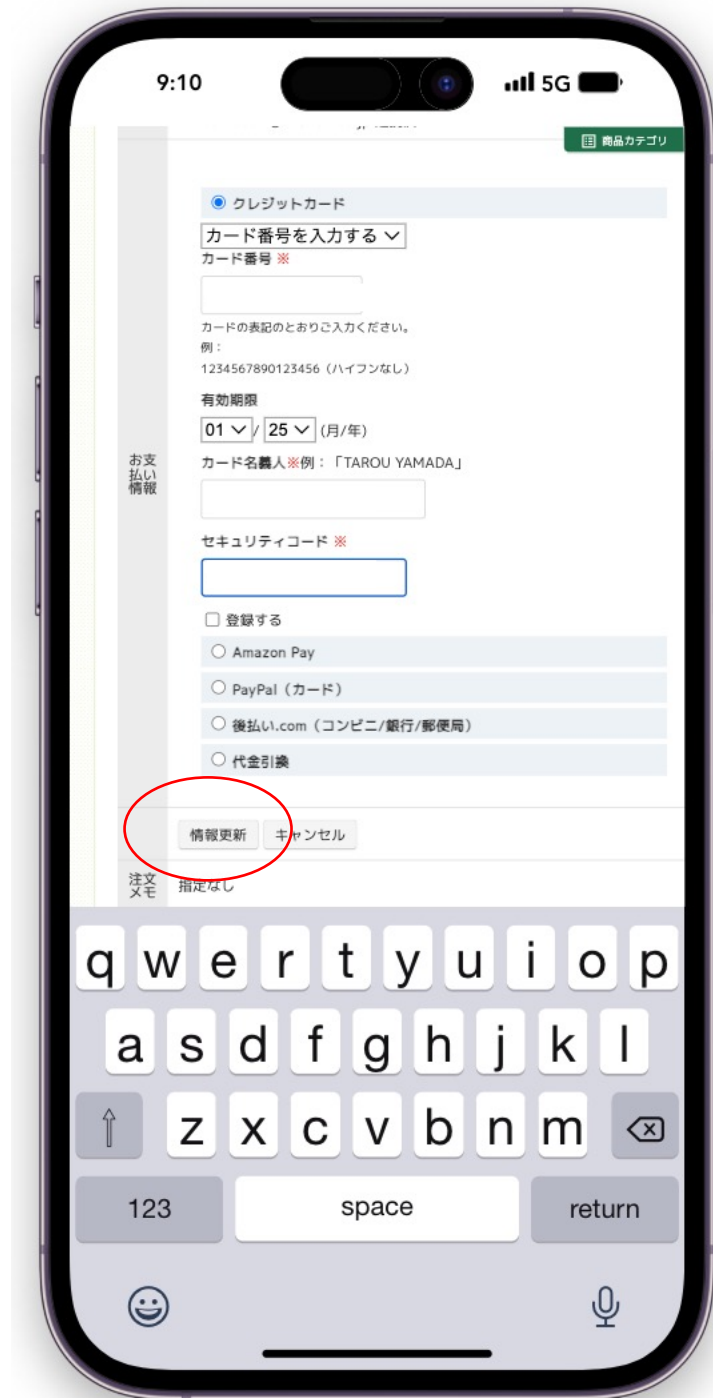 9:10
5G
商品カテゴリ
クレジットカード
カード番号を入力する
カード番号 ※
カードの表記のとおりご入力ください。
例：
1234567890123456（ハイフンなし）
有効期限
01 / 25 (月/年)
カード名義人※例：「TAROU YAMADA」
お支
払い
情報
セキュリティコード ※
登録する
Amazon Pay
PayPal（カード）
後払い.com（コンビニ/銀行/郵便局）
代金引換
情報更新 キャンセル
注文
メモ
指定なし
q w e r t y u i o p
a s d f g h j k l
z x c v b n m
123 space return